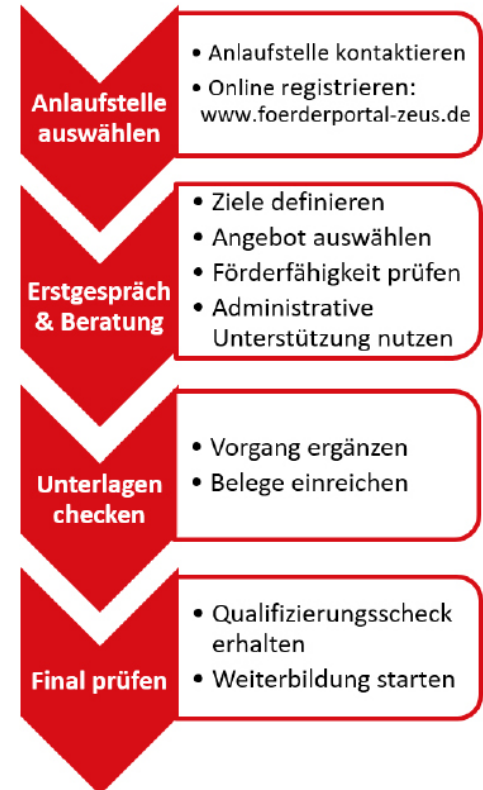 Anlaufstelle
auswählen
• Anlaufstelle kontaktieren
• Online registrieren:
www.foerderportal-zeus.de
Erstgespräch
& Beratung
• Ziele definieren
• Angebot auswählen
• Förderfähigkeit prüfen
• Administrative
Unterstützung nutzen
Unterlagen
checken
• Vorgang ergänzen
• Belege einreichen
Final prüfen
• Qualifizierungsscheck
erhalten
• Weiterbildung starten